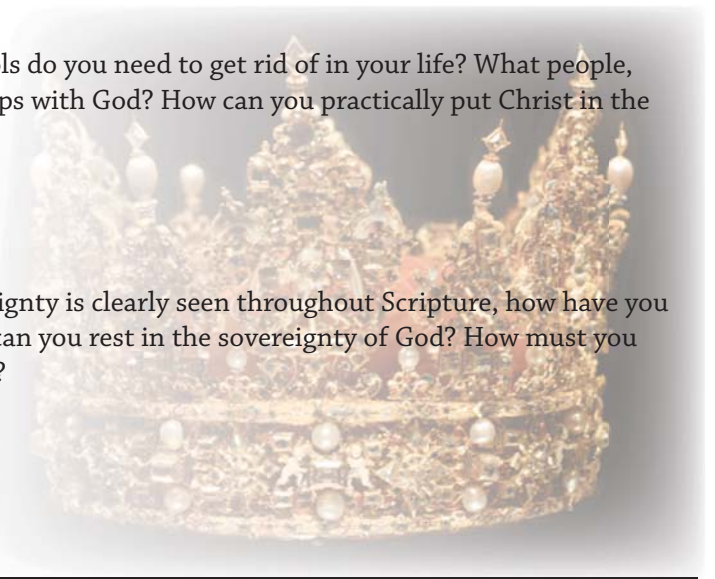 ls do you need to get rid of in your life? What people,
ps with God? How can you practically put Christ in the
ignty is clearly seen throughout Scripture, how have you
can you rest in the sovereignty of God? How must you
?